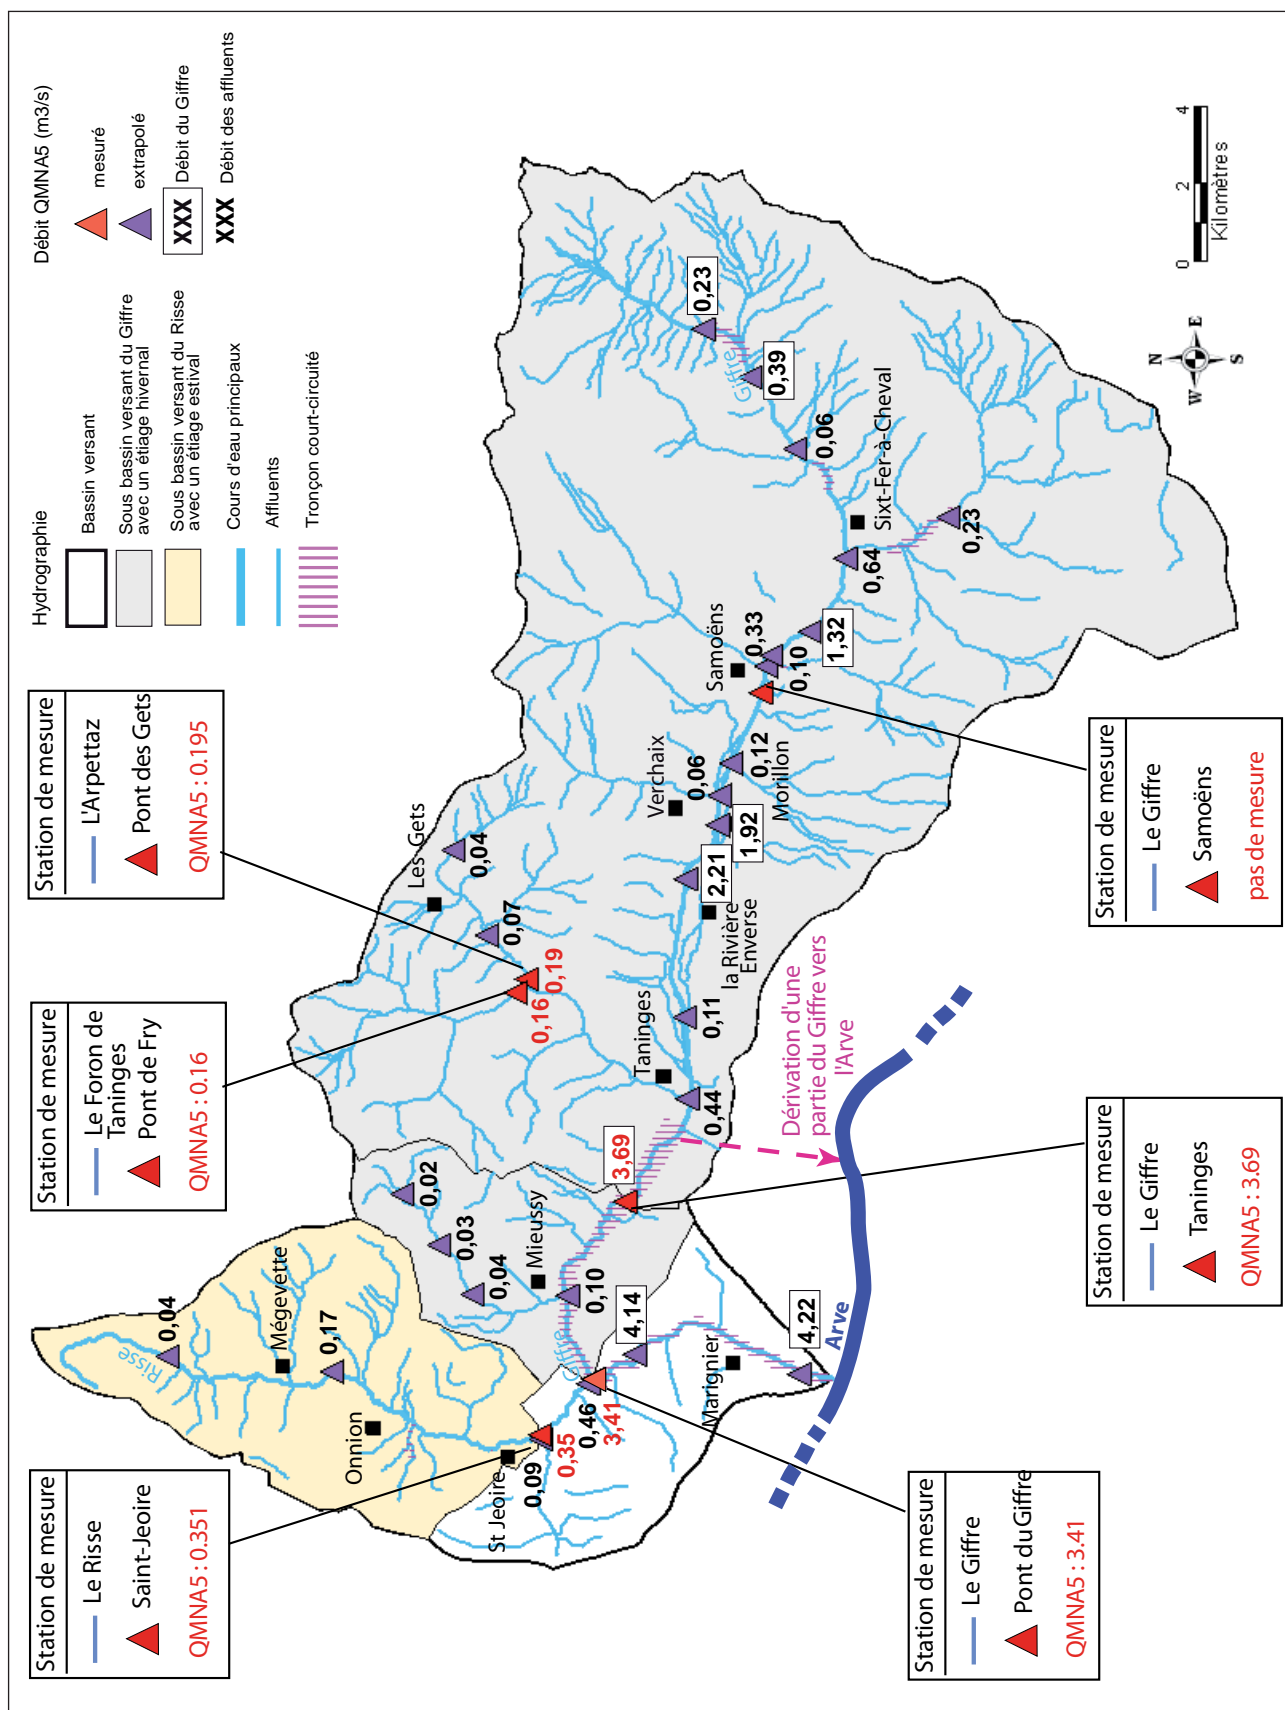 Station de mesure
Le Risse
Saint-Jeoire
QMNA5 : 0.351
Station de mesure
Le Foron de
Taninges
Pont de Fry
QMNA5 : 0.16
Station de mesure
L'Arpettaz
Pont des Gets
QMNA5 : 0.195
Hydrographie
Bassin versant
Sous bassin versant du Giffre
avec un étiage hivernal
Sous bassin versant du Risse
avec un étiage estival
Cours d'eau principaux
Affluents
Tronçon court-circuité
Débit QMNA5 (m3/s)
mesuré
extrapolé
XXX Débit du Giffre
XXX Débit des affluents
Risse
0,04
Mégevette
0,17
Onnion
St Jeoire
0,09
0,35
0,46
3,41
Giffre
4,14
Marignier
4,22
Arve
0,02
0,03
0,04
Mieussy
0,10
3,69
Les Gets
0,04
0,07
0,19
0,16
Taninges
0,44
0,11
la Rivière
Enverse
2,21
1,92
Verchaix
0,06
0,12
Morillon
Samoëns
0,33
0,10
1,32
0,64
Sixt-Fer-à-Cheval
0,23
0,06
Giffre
0,39
0,23
Dérivation d'une
partie du Giffre vers
l'Arve
N
W
E
S
0 2 4
Kilomètres
Station de mesure
Le Giffre
Pont du Giffre
QMNA5 : 3.41
Station de mesure
Le Giffre
Taninges
QMNA5 : 3.69
Station de mesure
Le Giffre
Samoëns
pas de mesure